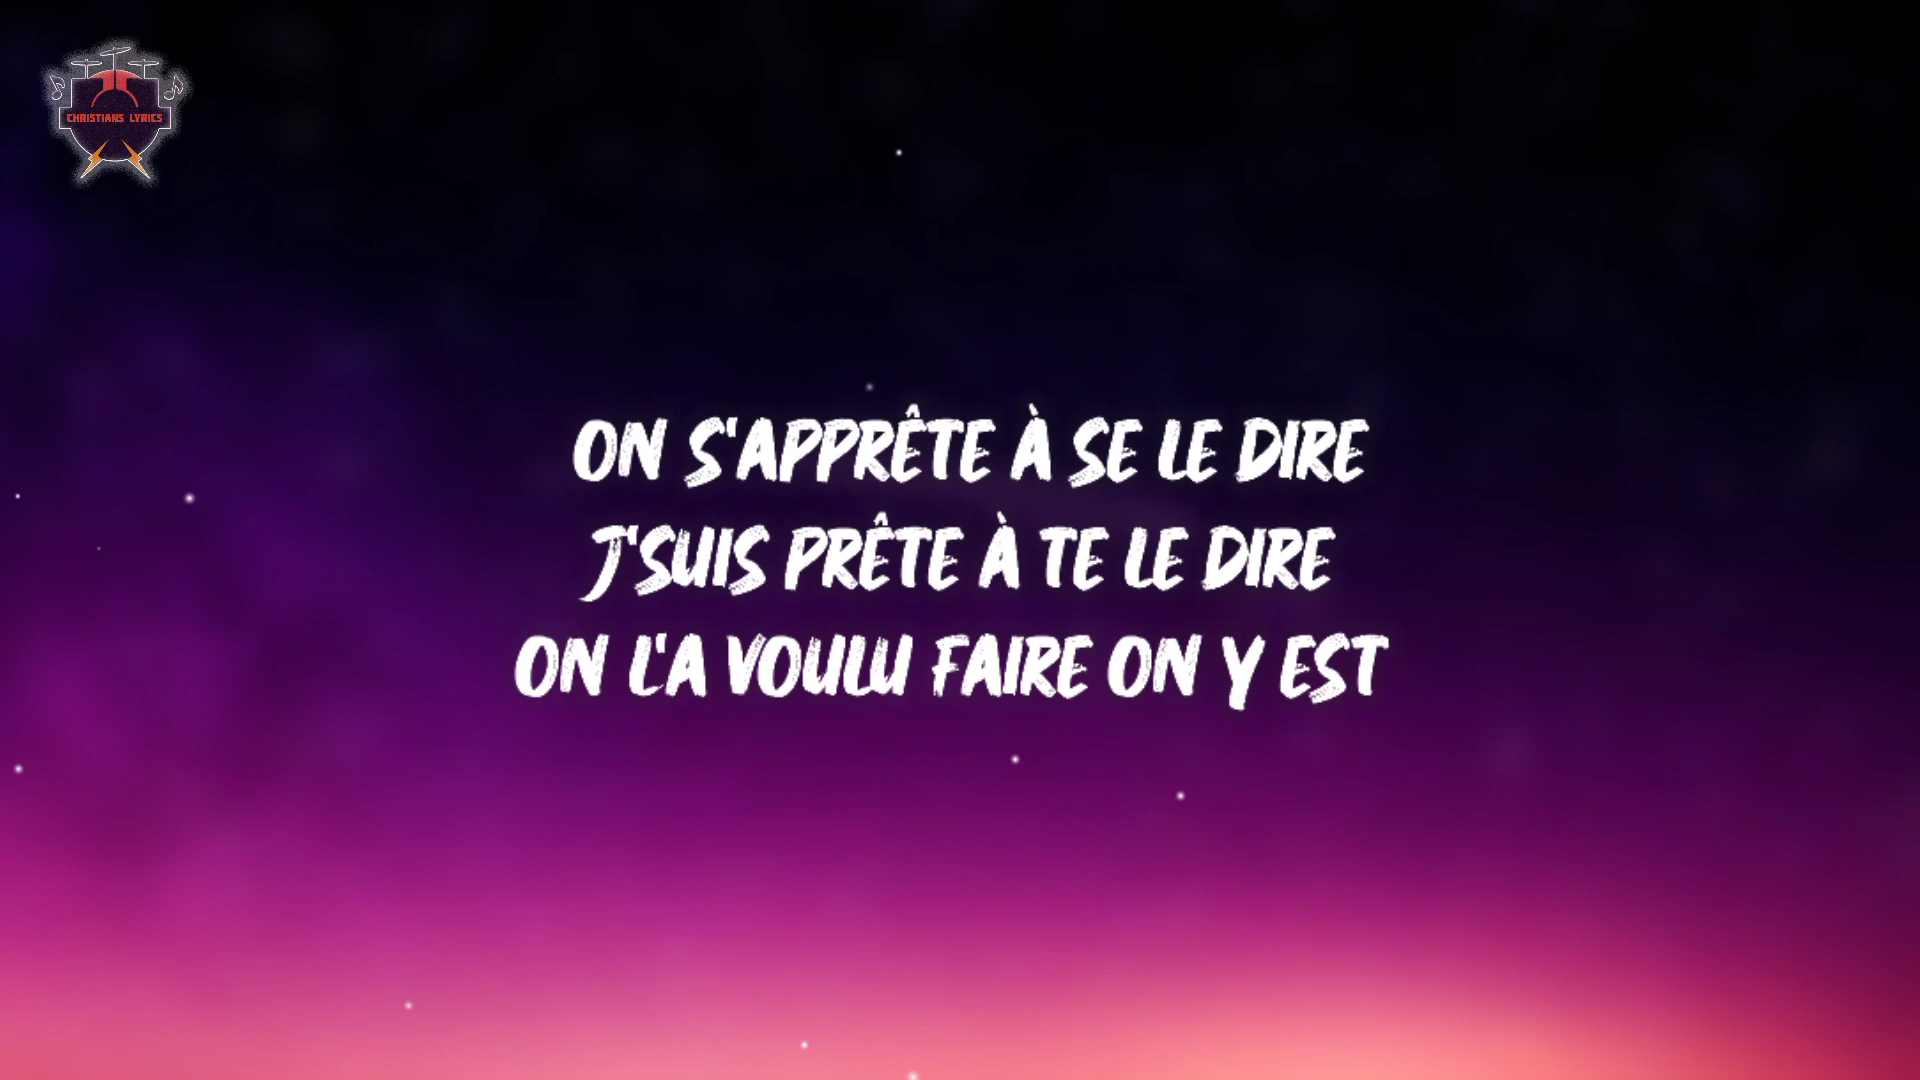 CHRISTIANS LYRICS
ON S'APPRÊTE À SE LE DIRE
J'SUIS PRÊTE À TE LE DIRE
ON L'A VOULU FAIRE ON Y EST